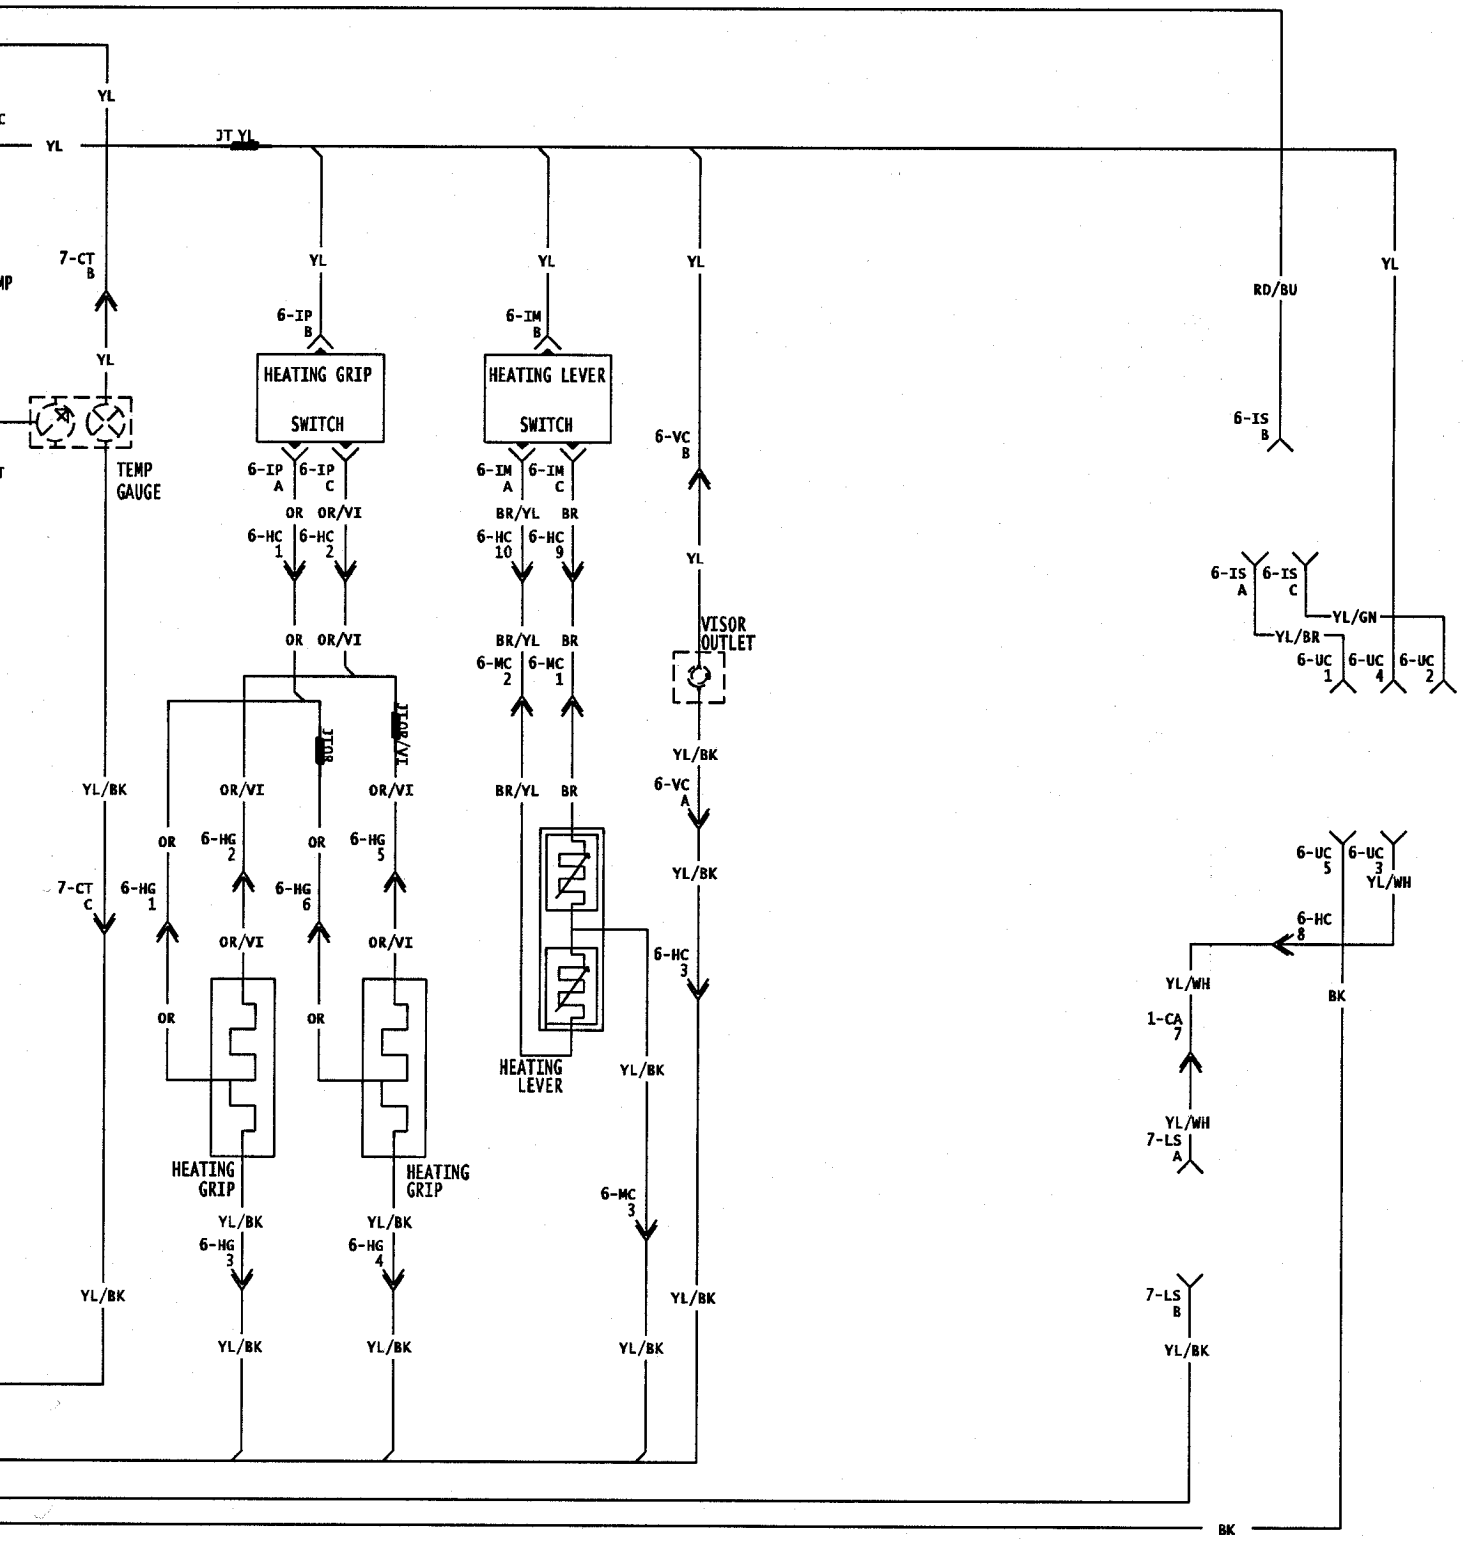 YL
C
YL
JT YL
7-CT
B
YL
YL
YL
YL
RD/BU
MP
6-IP
B
6-IM
B
YL
HEATING GRIP
SWITCH
HEATING LEVER
SWITCH
6-IS
B
6-VC
B
T
TEMP
GAUGE
6-IP
A
6-IP
C
6-IM
A
6-IM
C
OR
OR/VI
BR/YL
BR
6-HC
1
6-HC
2
6-HC
10
6-HC
9
YL
6-IS
A
6-IS
C
YL/GN
VISOR
OUTLET
OR
OR/VI
BR/YL
BR
YL/BR
6-MC
2
6-MC
1
6-UC
1
6-UC
4
6-UC
2
JTOR
JTOR/VI
YL/BK
YL/BK
OR/VI
OR/VI
BR/YL
BR
6-VC
A
OR
6-HG
2
OR
6-HG
5
6-UC
5
6-UC
3
YL/BK
YL/WH
7-CT
C
6-HG
1
6-HG
6
6-HC
8
OR/VI
OR/VI
6-HC
3
YL/WH
BK
OR
OR
1-CA
7
HEATING
LEVER
YL/BK
YL/WH
7-LS
A
HEATING
GRIP
HEATING
GRIP
6-MC
3
YL/BK
YL/BK
6-HG
3
6-HG
4
YL/BK
YL/BK
7-LS
B
YL/BK
YL/BK
YL/BK
YL/BK
BK